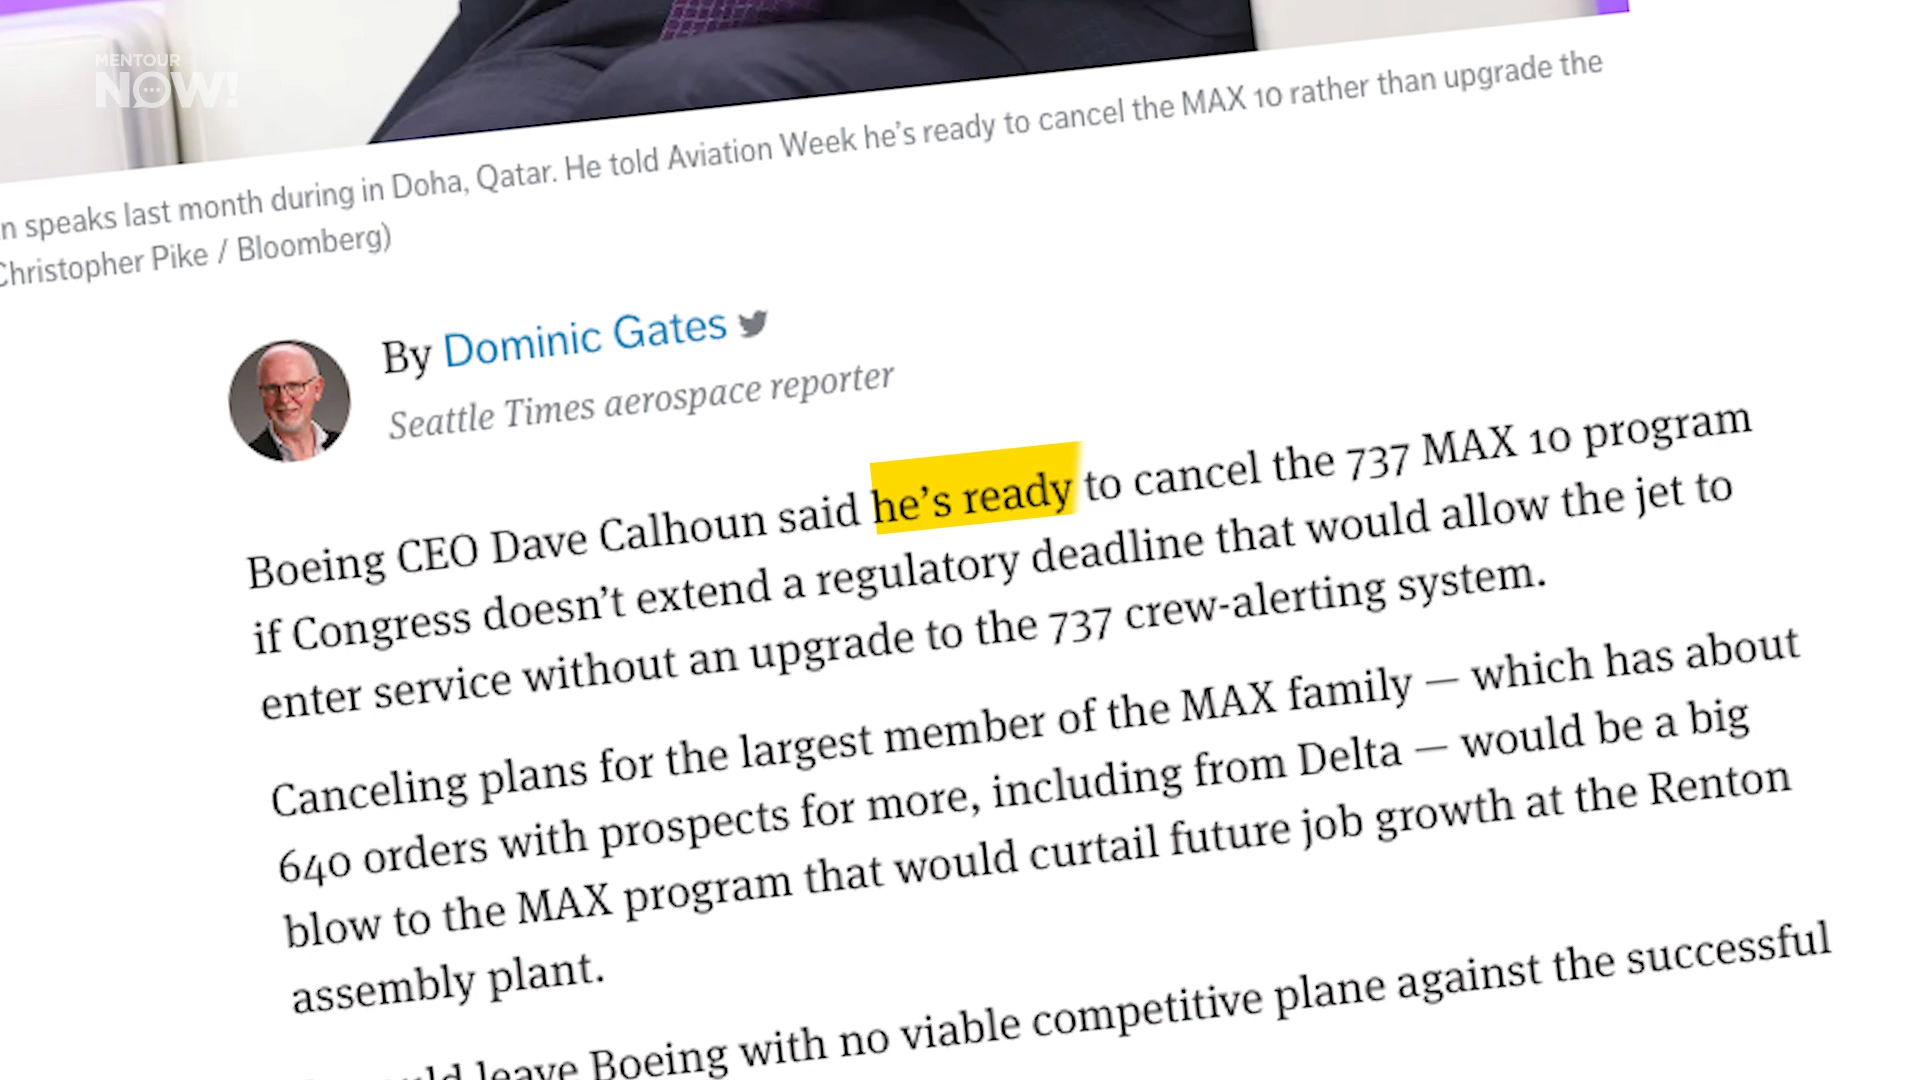 MENTOUR
NOW!
n speaks last month during in Doha, Qatar. He told Aviation Week he's ready to cancel the MAX 10 rather than upgrade the
Christopher Pike / Bloomberg)
By Dominic Gates
Seattle Times aerospace reporter
Boeing CEO Dave Calhoun said he's ready to cancel the 737 MAX 10 program
if Congress doesn't extend a regulatory deadline that would allow the jet to
enter service without an upgrade to the 737 crew-alerting system.
Canceling plans for the largest member of the MAX family — which has about
640 orders with prospects for more, including from Delta — would be a big
blow to the MAX program that would curtail future job growth at the Renton
assembly plant.
leave Boeing with no viable competitive plane against the successful